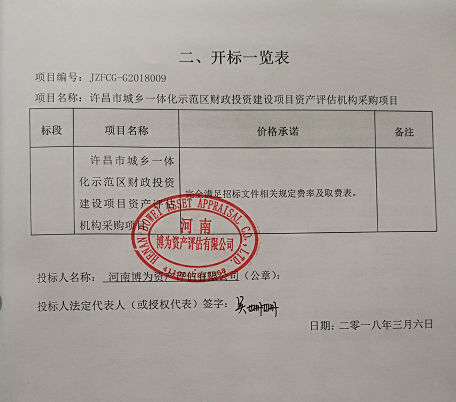 二、开标一览表
项目编号：JZFCG-G2018009
项目名称：许昌市城乡一体化示范区财政投资建设项目资产评估机构采购项目
标段 项目名称 价格承诺 备注
许昌市城乡一体
化示范区财政投资
建设项目资产评估
机构采购项目
完全满足招标文件相关规定费率及取费表。
HENAN BOWEI ASSET APPRAISAL CO., LTD.
河南
博为资产评估有限公司
投标人名称：河南博为资产评估有限公司（公章）：
投标人法定代表人（或授权代表）签字：吴珊珊
日期：二零一八年三月六日